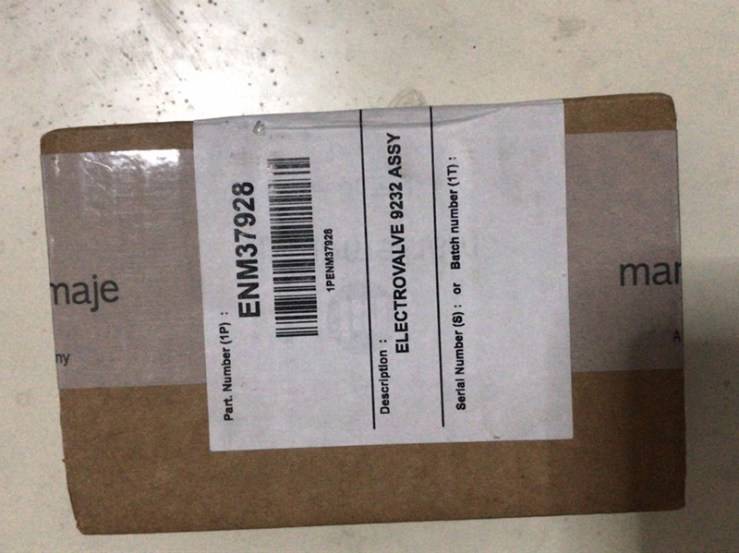 Part. Number (1P) :
ENM37928
1PENM37928
Description :
ELECTROVALVE 9232 ASSY
Serial Number (S) : or Batch number (1T) :
maje
ny
mar
A